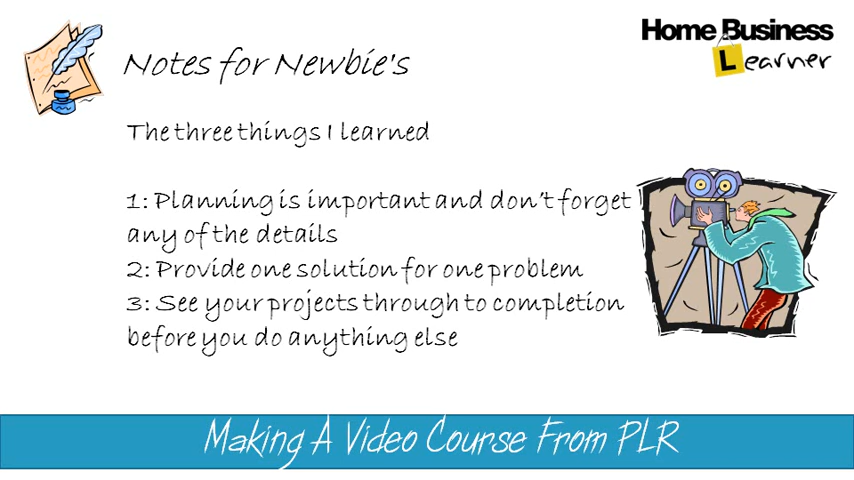 Home Business
Learner
Notes for Newbie's
The three things I learned
1: Planning is important and don't forget
any of the details
2: Provide one solution for one problem
3: See your projects through to completion
before you do anything else
Making A Video Course From PLR